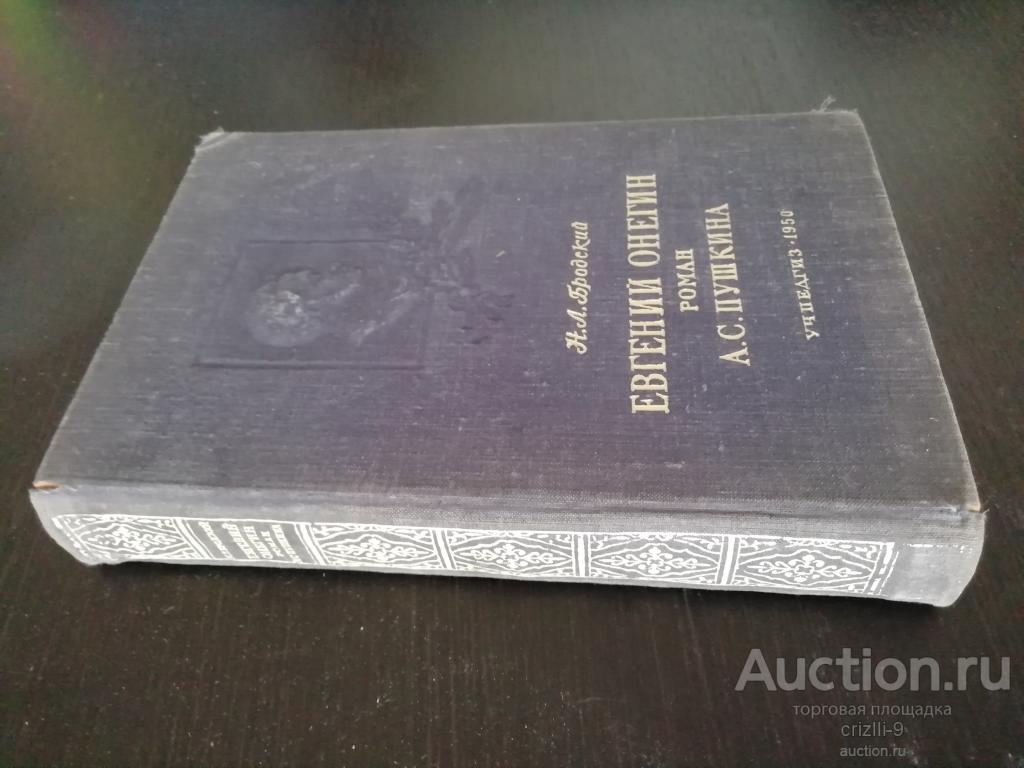 Н.Л.Бродский
ЕВГЕНИЙ ОНЕГИН
РОМАН
А.С.ПУШКИНА
УЧПЕДГИЗ·1950
Auction.ru
торговая площадка
crizlli-9
auction.ru